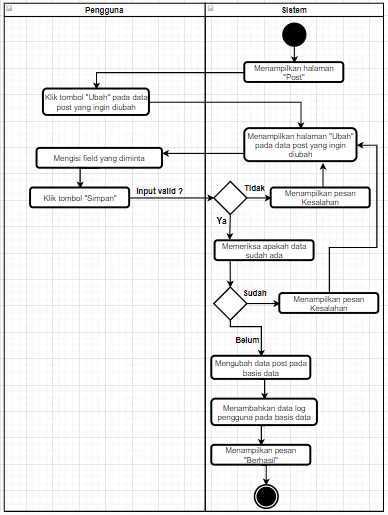 Pengguna
Sistem
Menampilkan halaman
"Post"
Klik tombol "Ubah" pada data
post yang ingin diubah
Menampilkan halaman "Ubah"
pada data post yang ingin
diubah
Mengisi field yang diminta
Klik tombol "Simpan"
Input valid ?
Tidak
Menampilkan pesan
Kesalahan
Ya
Memeriksa apakah data
sudah ada
Sudah
Menampilkan pesan
Kesalahan
Belum
Mengubah data post pada
basis data
Menambahkan data log
pengguna pada basis data
Menampilkan pesan
"Berhasil"